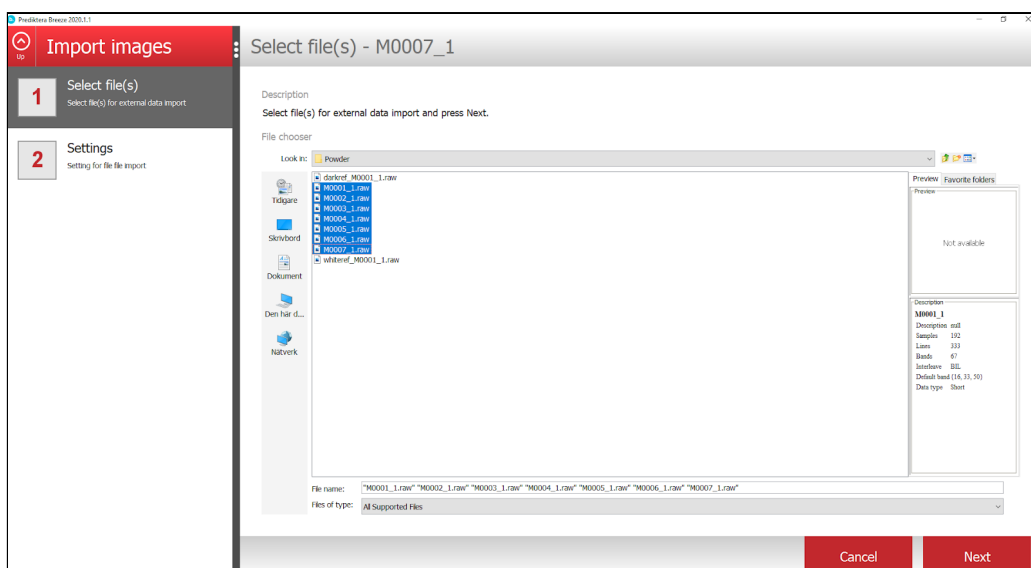 Prediktera Breeze 2020.1.1
Up
Import images
Select file(s) - M0007_1
1
Select file(s)
Select file(s) for external data import
2
Settings
Setting for file file import
Description
Select file(s) for external data import and press Next.
File chooser
Look in:
Powder
Tidigare
Skrivbord
Dokument
Den här d...
Nätverk
darkref_M0001_1.raw
M0001_1.raw
M0002_1.raw
M0003_1.raw
M0004_1.raw
M0005_1.raw
M0006_1.raw
M0007_1.raw
whiteref_M0001_1.raw
Preview Favorite folders
Preview
Not available
Description
M0001_1
Description null
Samples 192
Lines 333
Bands 67
Interleave BIL
Default band {16, 33, 50}
Data type Short
File name: "M0001_1.raw" "M0002_1.raw" "M0003_1.raw" "M0004_1.raw" "M0005_1.raw" "M0006_1.raw" "M0007_1.raw"
Files of type: All Supported Files
Cancel
Next